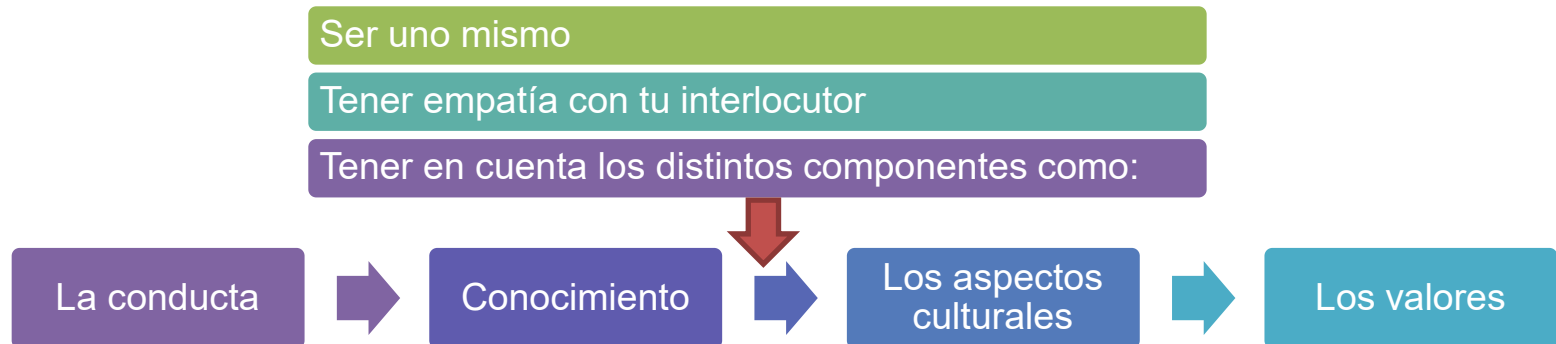 Ser uno mismo
Tener empatía con tu interlocutor
Tener en cuenta los distintos componentes como:
La conducta
Conocimiento
Los aspectos
culturales
Los valores